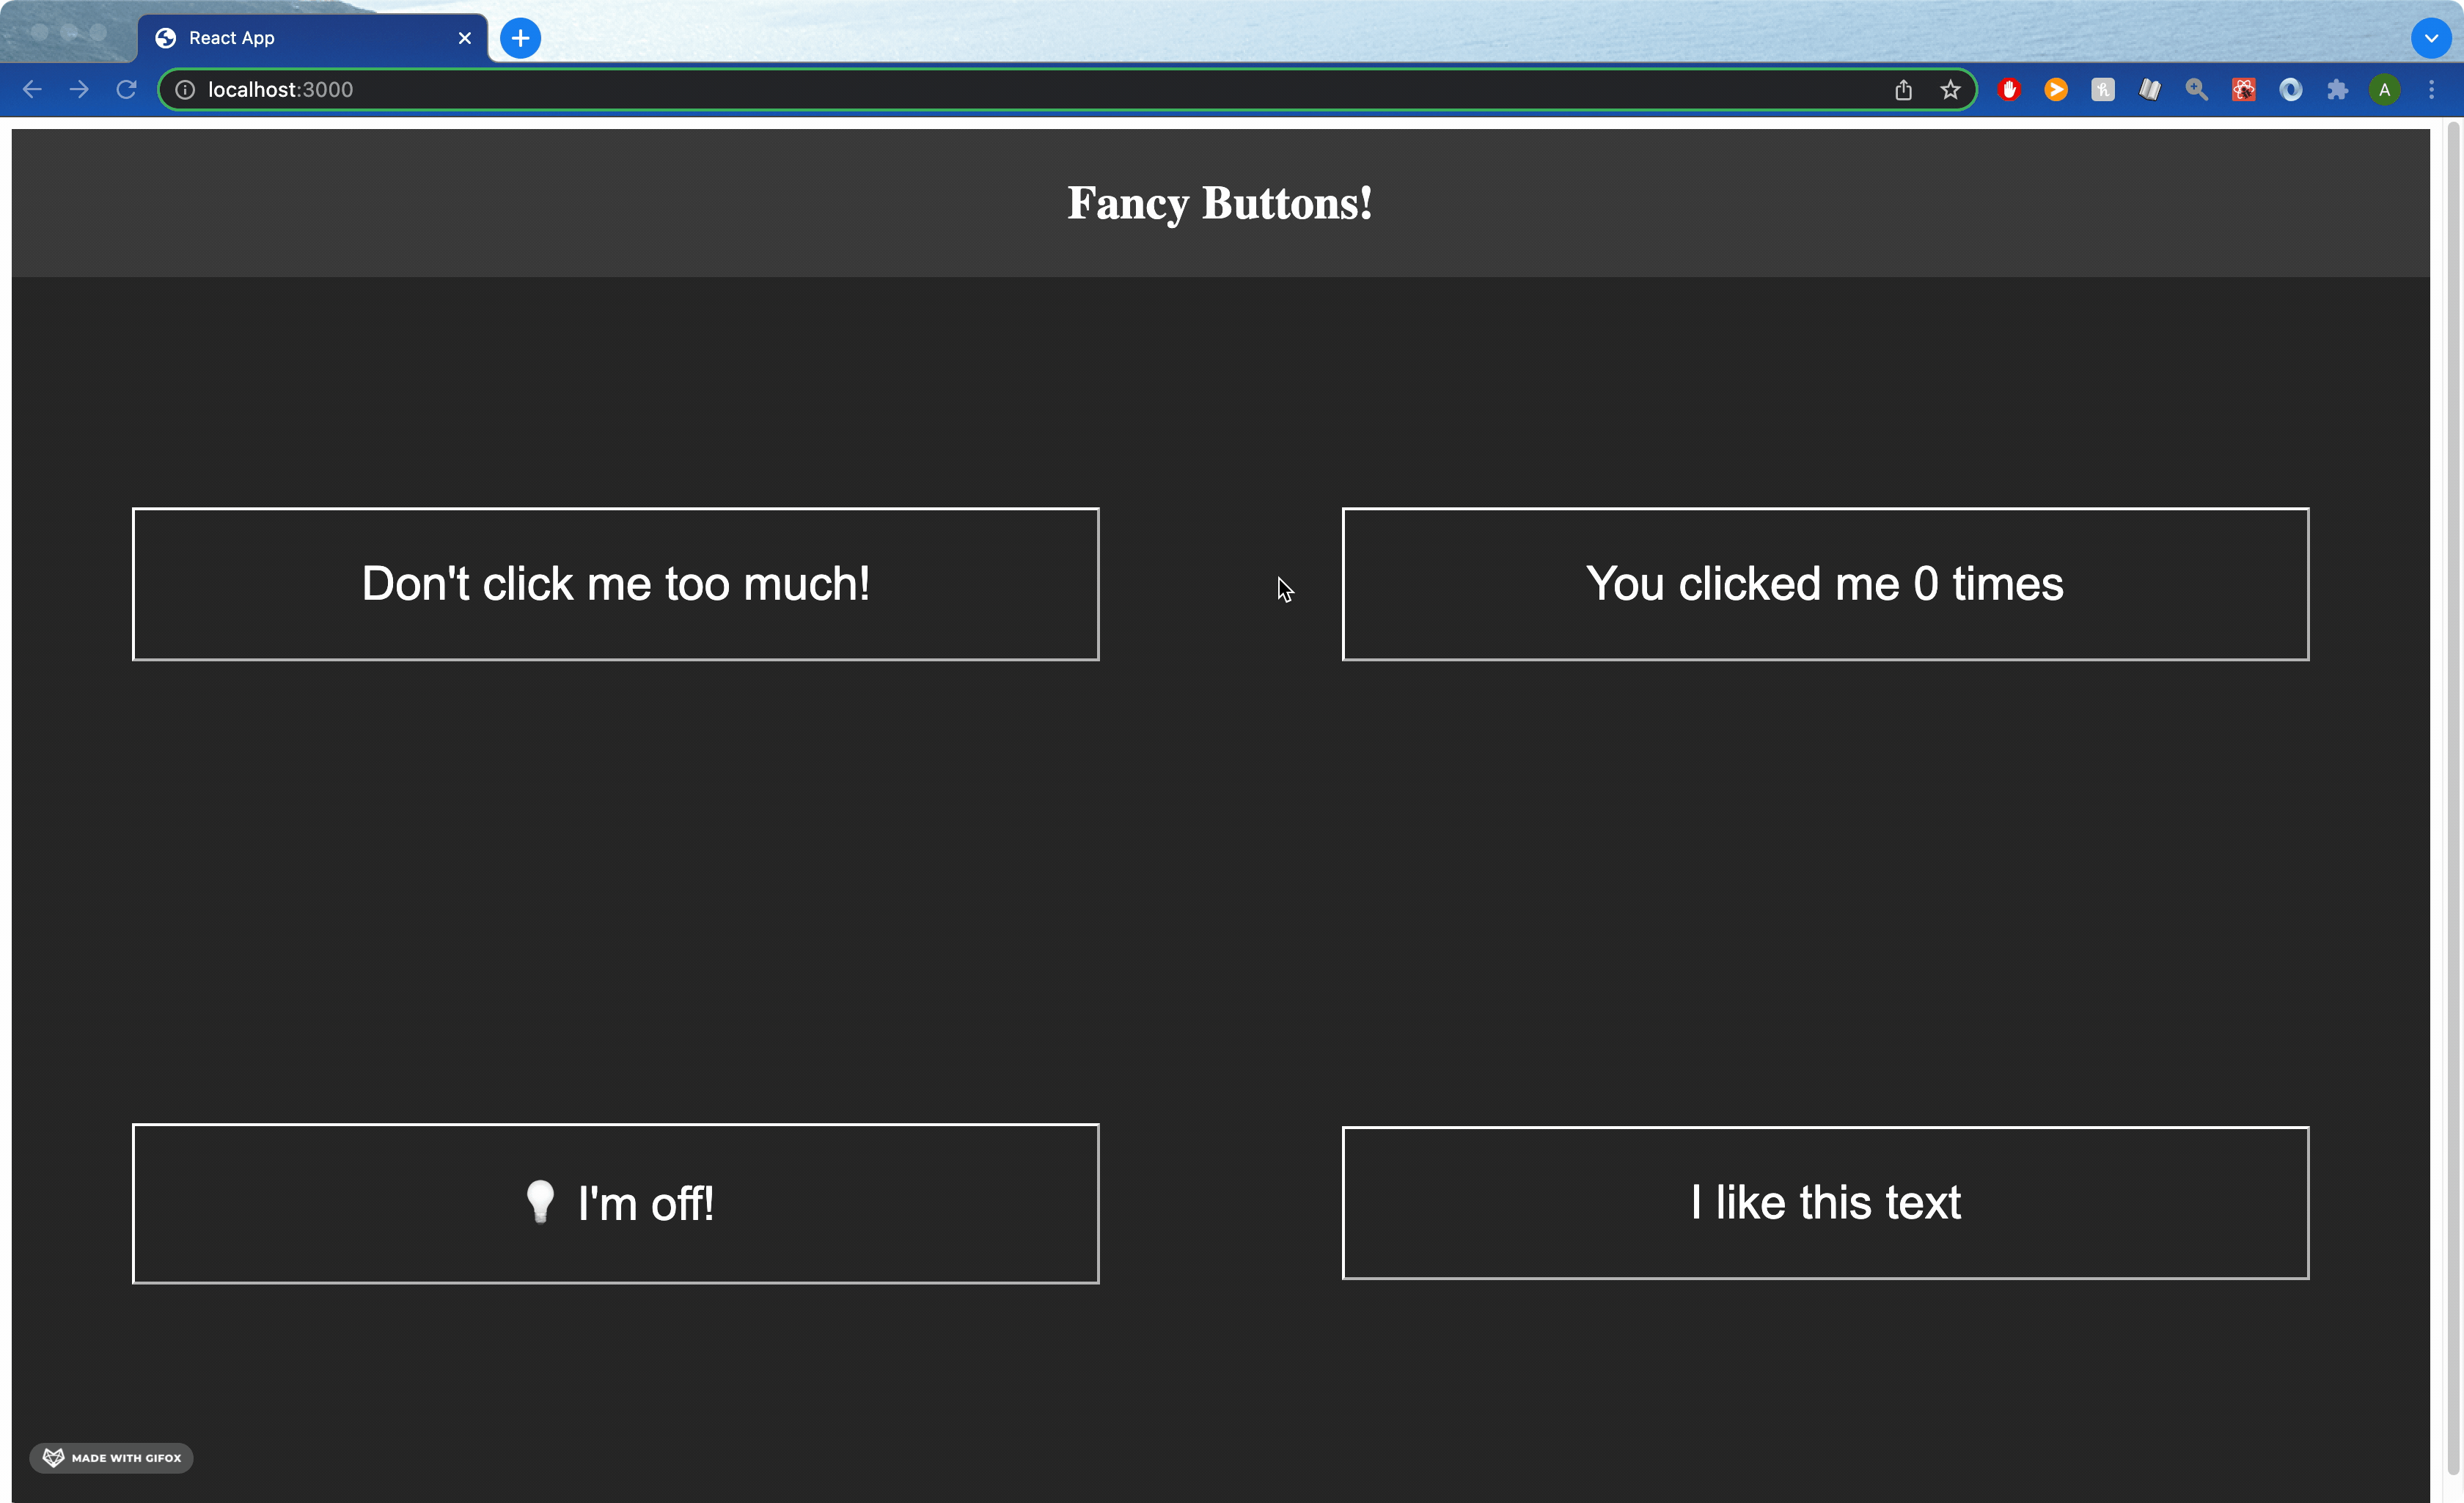 React App
localhost:3000
A
Fancy Buttons!
Don't click me too much!
You clicked me 0 times
I'm off!
I like this text
MADE WITH GIFOX